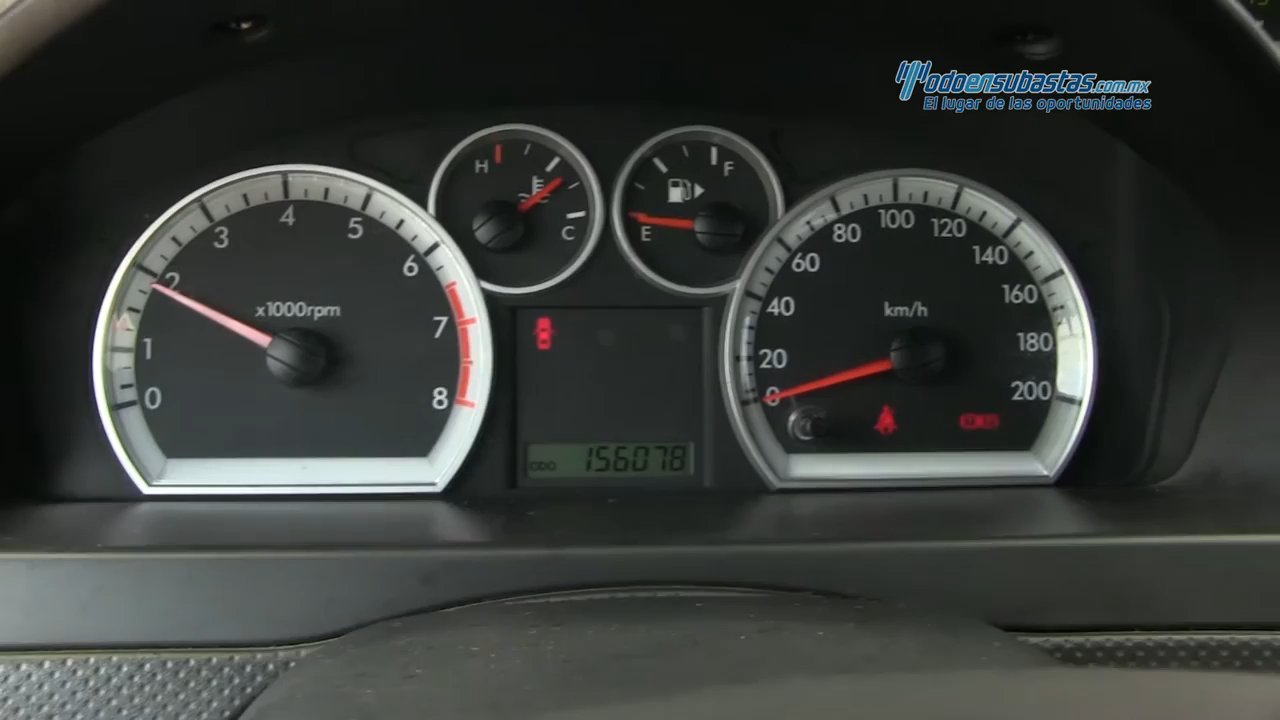 Todoensubastas.com.mx
El lugar de las oportunidades
H
C
F
E
0
1
2
3
4
5
6
7
8
x1000rpm
0
20
40
60
80
100
120
140
160
180
200
km/h
ODO 156078